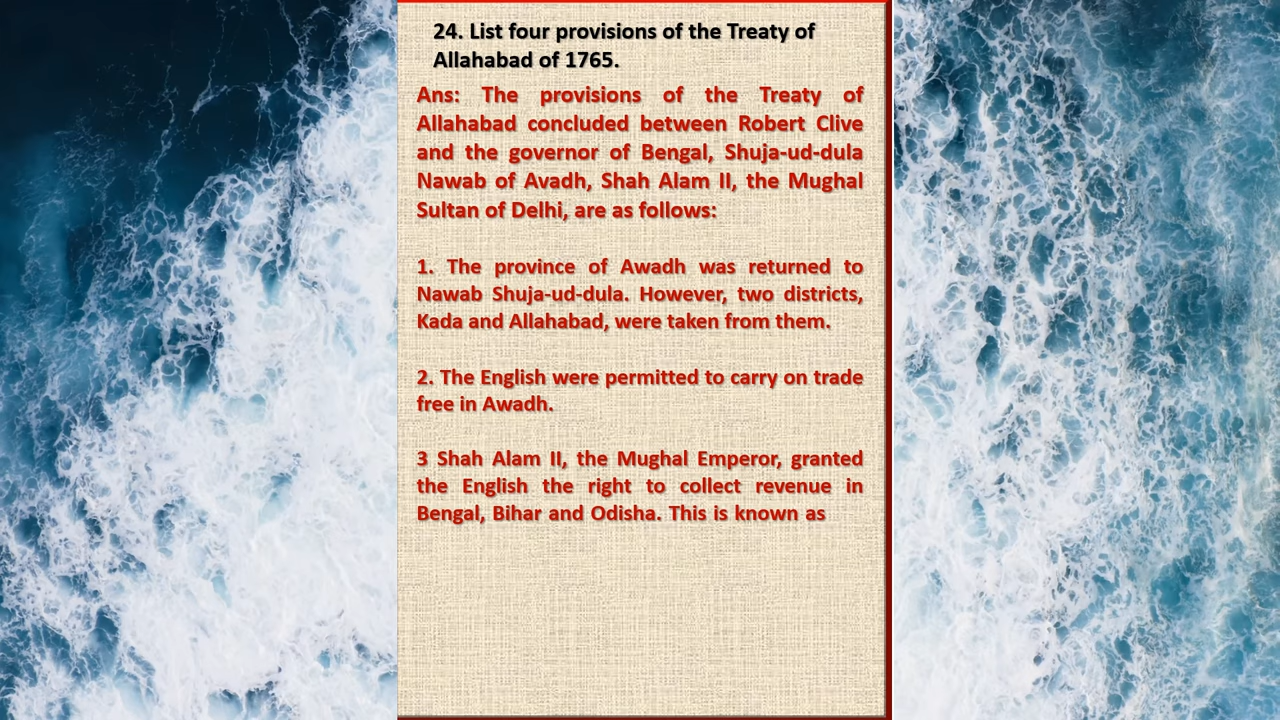 24. List four provisions of the Treaty of
Allahabad of 1765.
Ans: The provisions of the Treaty of
Allahabad concluded between Robert Clive
and the governor of Bengal, Shuja-ud-dula
Nawab of Avadh, Shah Alam II, the Mughal
Sultan of Delhi, are as follows:
1. The province of Awadh was returned to
Nawab Shuja-ud-dula. However, two districts,
Kada and Allahabad, were taken from them.
2. The English were permitted to carry on trade
free in Awadh.
3 Shah Alam II, the Mughal Emperor, granted
the English the right to collect revenue in
Bengal, Bihar and Odisha. This is known as